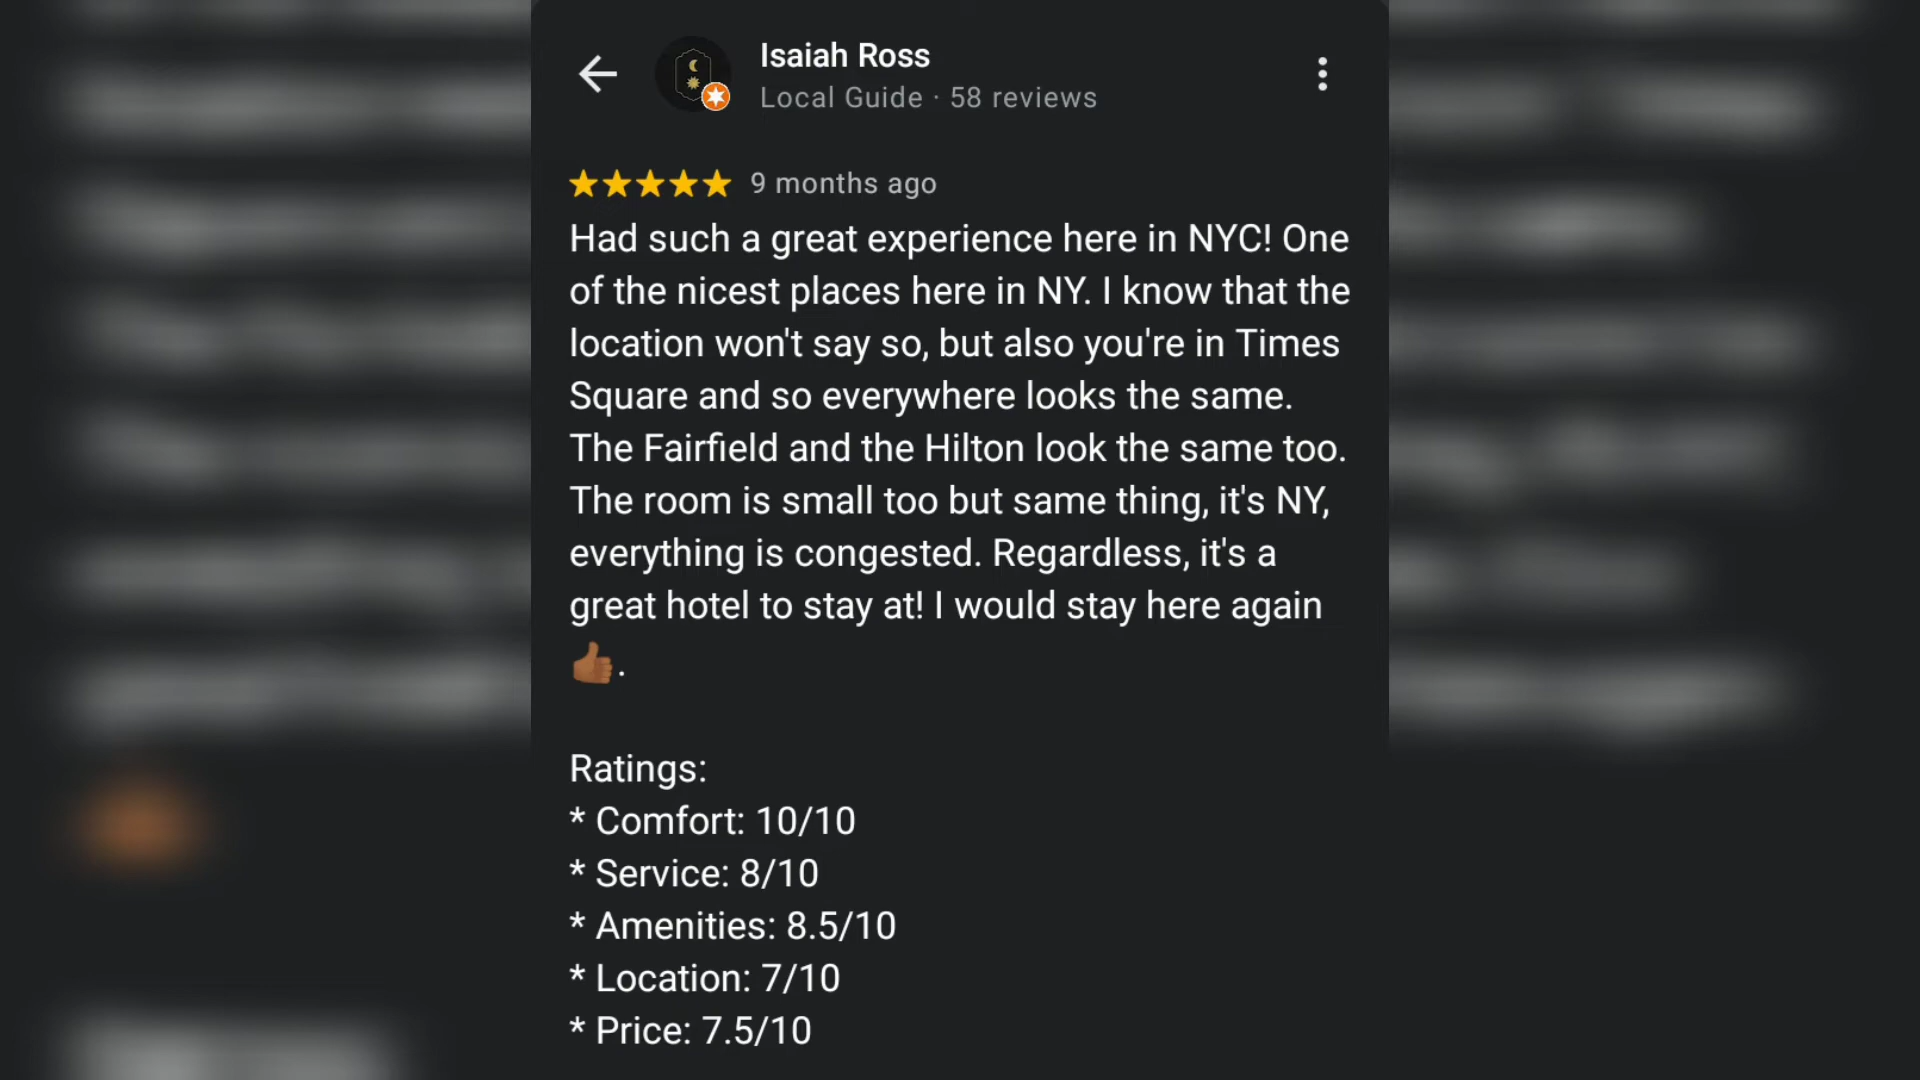 Isaiah Ross
Local Guide · 58 reviews
9 months ago
Had such a great experience here in NYC! One
of the nicest places here in NY. I know that the
location won't say so, but also you're in Times
Square and so everywhere looks the same.
The Fairfield and the Hilton look the same too.
The room is small too but same thing, it's NY,
everything is congested. Regardless, it's a
great hotel to stay at! I would stay here again
👍🏾.
Ratings:
* Comfort: 10/10
* Service: 8/10
* Amenities: 8.5/10
* Location: 7/10
* Price: 7.5/10